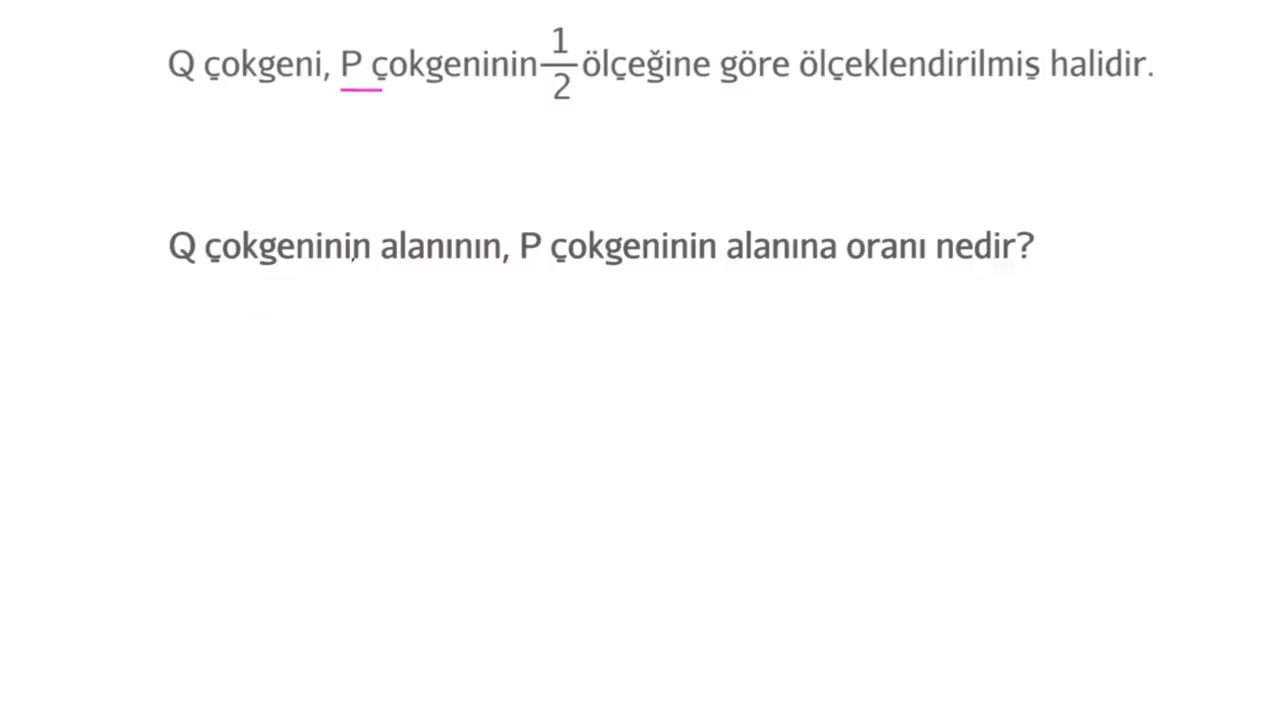 Q çokgeni, P çokgeninin 1/2 ölçeğine göre ölçeklendirilmiş halidir.
Q çokgeninin alanının, P çokgeninin alanına oranı nedir?